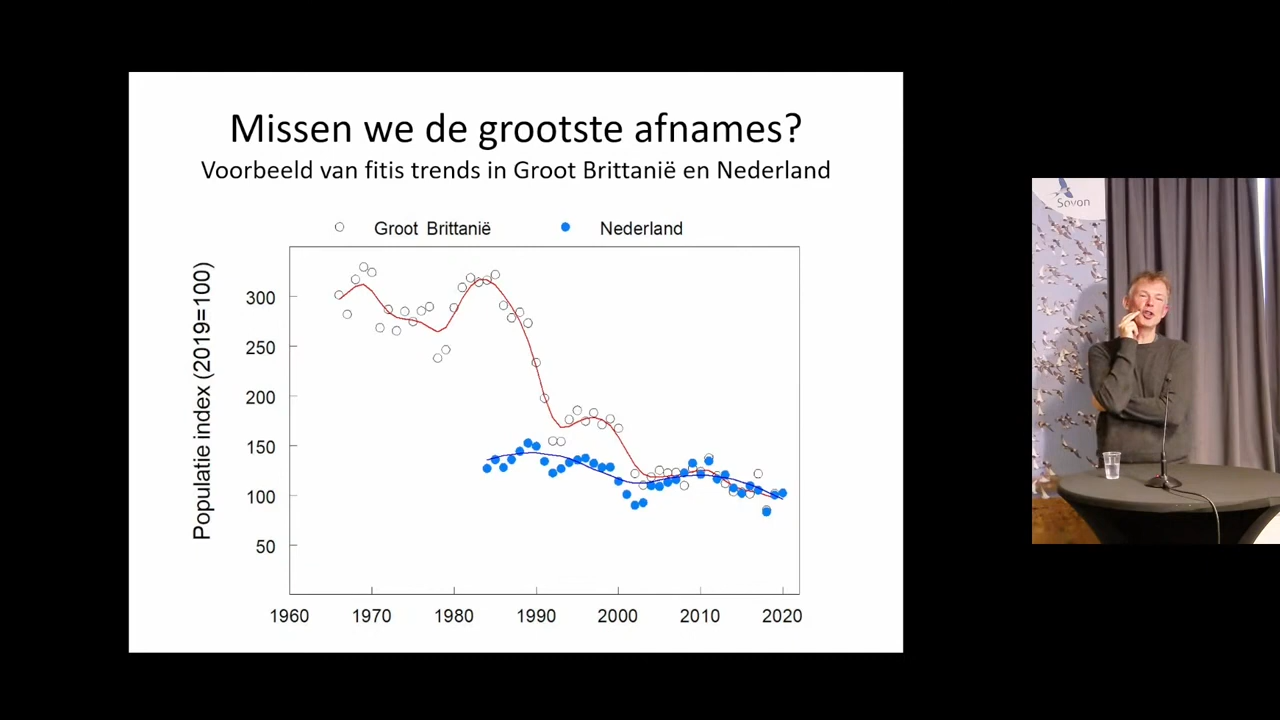 Missen we de grootste afnames?
Voorbeeld van fitis trends in Groot Brittanië en Nederland
Groot Brittanië Nederland
Populatie index (2019=100)
300
250
200
150
100
50
1960 1970 1980 1990 2000 2010 2020
Sovon